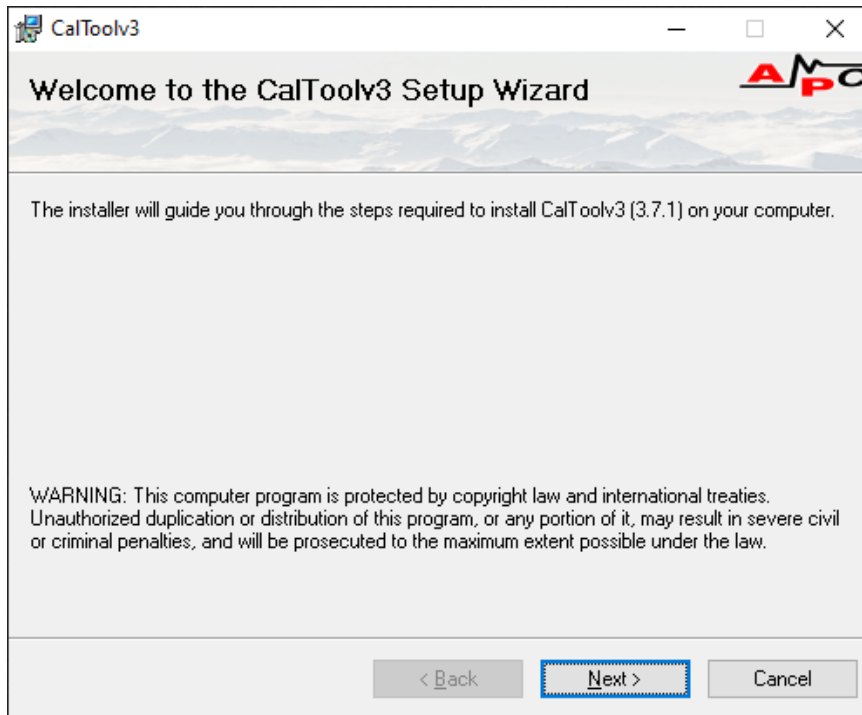 CalToolv3
Welcome to the CalToolv3 Setup Wizard
The installer will guide you through the steps required to install CalToolv3 (3.7.1) on your computer.
WARNING: This computer program is protected by copyright law and international treaties.
Unauthorized duplication or distribution of this program, or any portion of it, may result in severe civil
or criminal penalties, and will be prosecuted to the maximum extent possible under the law.
< Back
Next >
Cancel